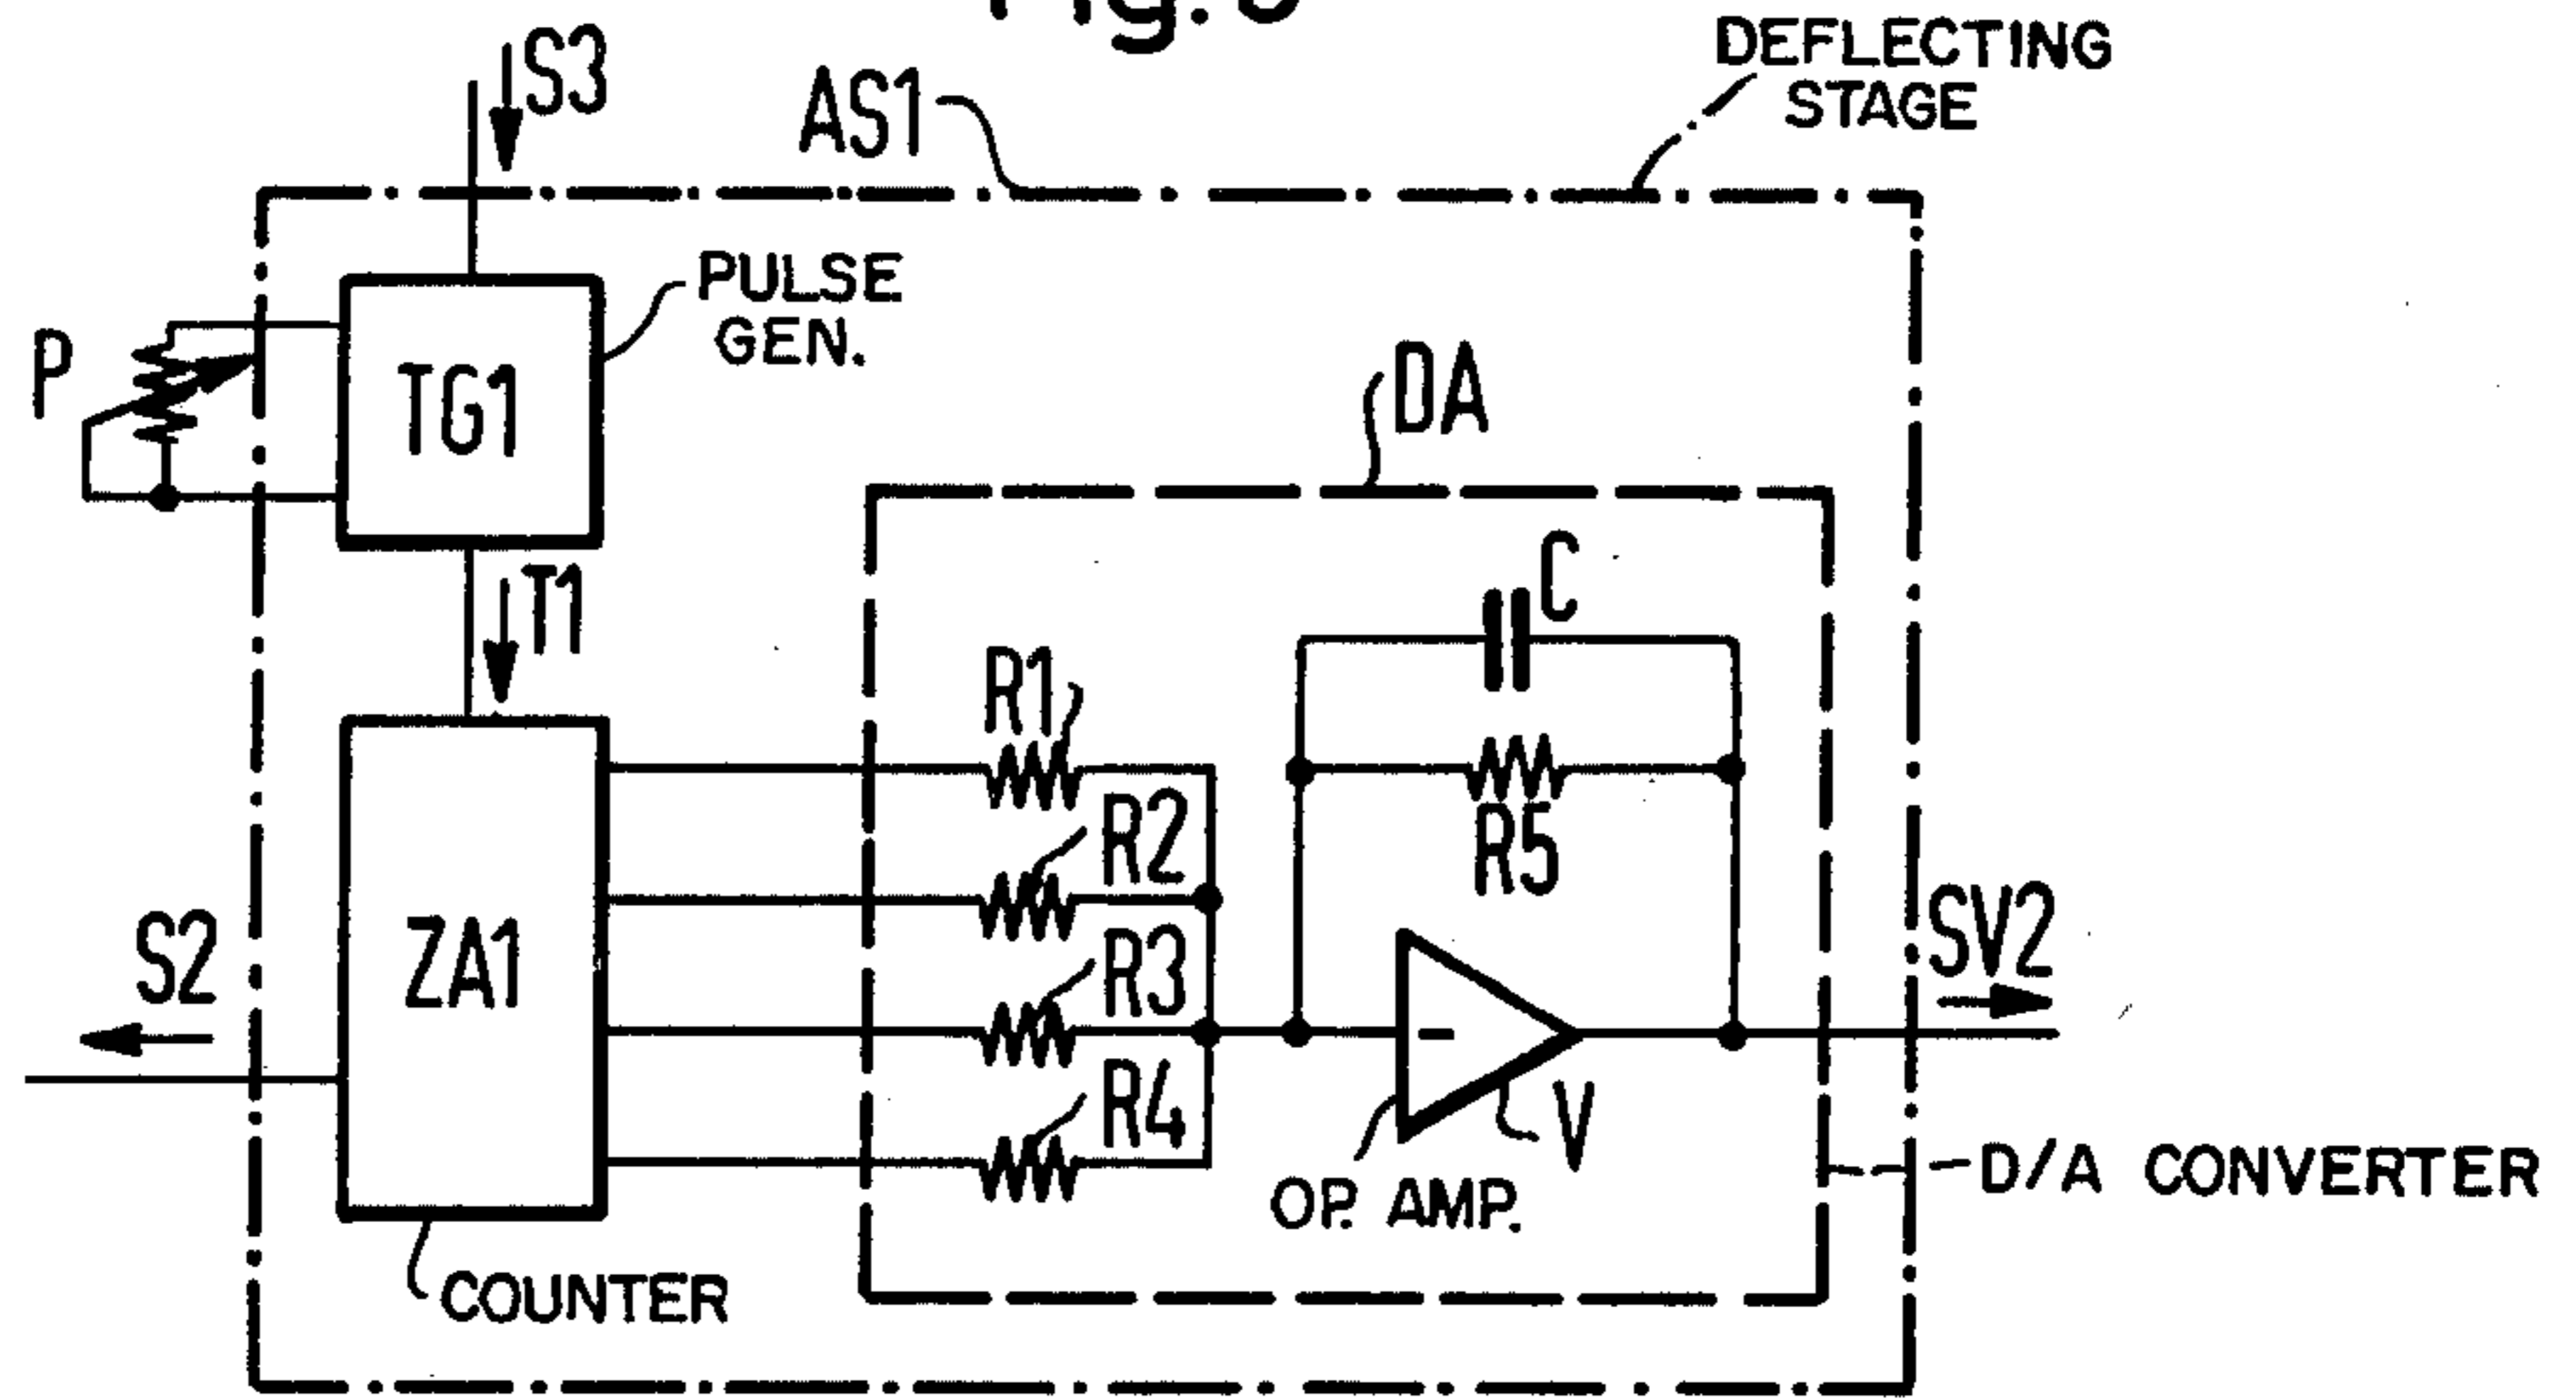 DEFLECTING
STAGE
S3
AS1
PULSE
GEN.
P
TG1
DA
T1
C
R1
R2
R5
S2
ZA1
R3
SV2
R4
V
OP. AMP.
D/A CONVERTER
COUNTER